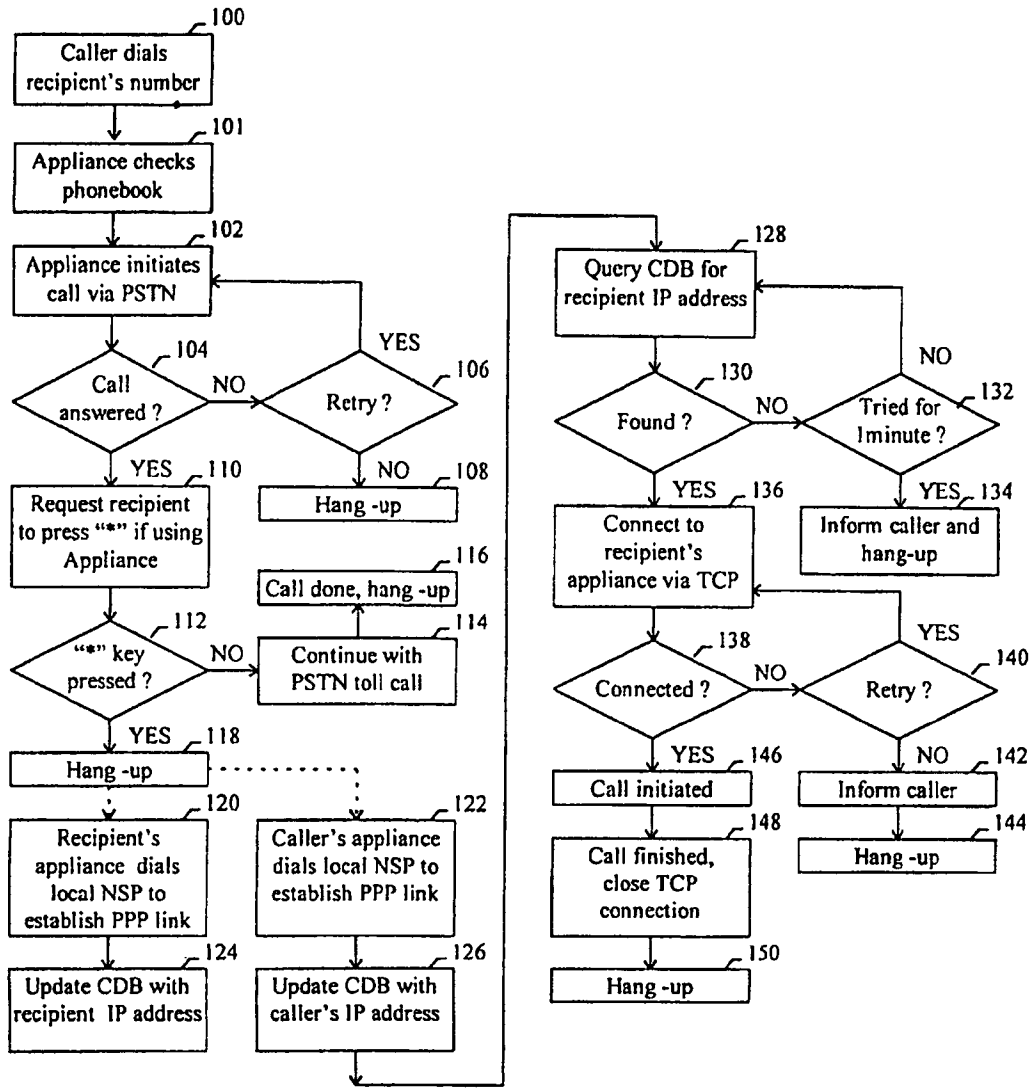 100
Caller dials
recipient's number
101
Appliance checks
phonebook
102
Appliance initiates
call via PSTN
104
Call
answered ?
NO
YES
106
Retry ?
YES
NO
108
Hang -up
110
Request recipient
to press “*” if using
Appliance
112
“*” key
pressed ?
NO
YES
114
Continue with
PSTN toll call
116
Call done, hang -up
118
Hang -up
120
Recipient's
appliance dials
local NSP to
establish PPP link
122
Caller's appliance
dials local NSP to
establish PPP link
124
Update CDB with
recipient IP address
126
Update CDB with
caller's IP address
128
Query CDB for
recipient IP address
130
Found ?
NO
YES
132
Tried for
1minute ?
NO
YES
134
Inform caller and
hang-up
136
Connect to
recipient's
appliance via TCP
138
Connected ?
NO
YES
140
Retry ?
YES
NO
142
Inform caller
144
Hang -up
146
Call initiated
148
Call finished,
close TCP
connection
150
Hang -up